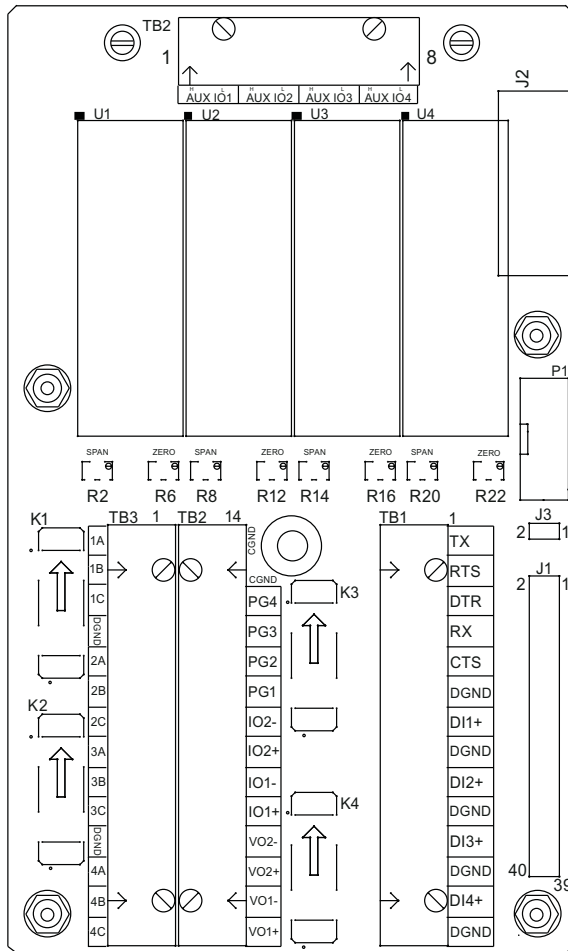 TB2
1
8
J2
H L H L H L H L
AUX IO1 AUX IO2 AUX IO3 AUX IO4
U1 U2 U3 U4
P1
SPAN ZERO SPAN ZERO SPAN ZERO SPAN ZERO
R2 R6 R8 R12 R14 R16 R20 R22
K1
TB3 1 TB2 14
TB1 1
J3
2 1
1A
1B
1C
DGND
2A
2B
K2
2C
3A
3B
3C
DGND
4A
4B
4C
CGND
CGND
PG4
PG3
PG2
PG1
IO2-
IO2+
IO1-
IO1+
VO2-
VO2+
VO1-
VO1+
K3
K4
TX
RTS
DTR
RX
CTS
DGND
DI1+
DGND
DI2+
DGND
DI3+
DGND
DI4+
DGND
J1
2 1
40
39